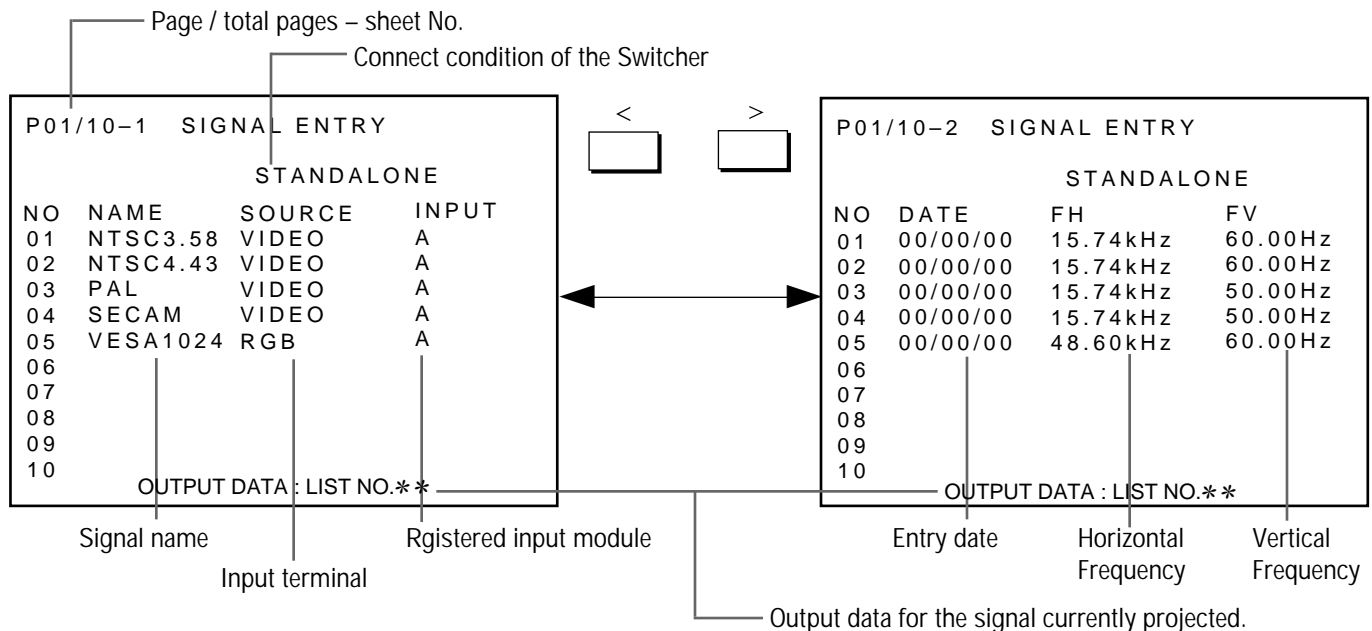 Page / total pages – sheet No.
Connect condition of the Switcher
P01/10–1 SIGNAL ENTRY
STANDALONE
NO NAME SOURCE INPUT
01 NTSC3.58 VIDEO A
02 NTSC4.43 VIDEO A
03 PAL VIDEO A
04 SECAM VIDEO A
05 VESA1024 RGB A
06
07
08
09
10
OUTPUT DATA : LIST NO.**
< >
P01/10–2 SIGNAL ENTRY
STANDALONE
NO DATE FH FV
01 00/00/00 15.74kHz 60.00Hz
02 00/00/00 15.74kHz 60.00Hz
03 00/00/00 15.74kHz 50.00Hz
04 00/00/00 15.74kHz 50.00Hz
05 00/00/00 48.60kHz 60.00Hz
06
07
08
09
10
OUTPUT DATA : LIST NO.**
Signal name
Input terminal
Rgistered input module
Entry date
Horizontal
Frequency
Vertical
Frequency
Output data for the signal currently projected.